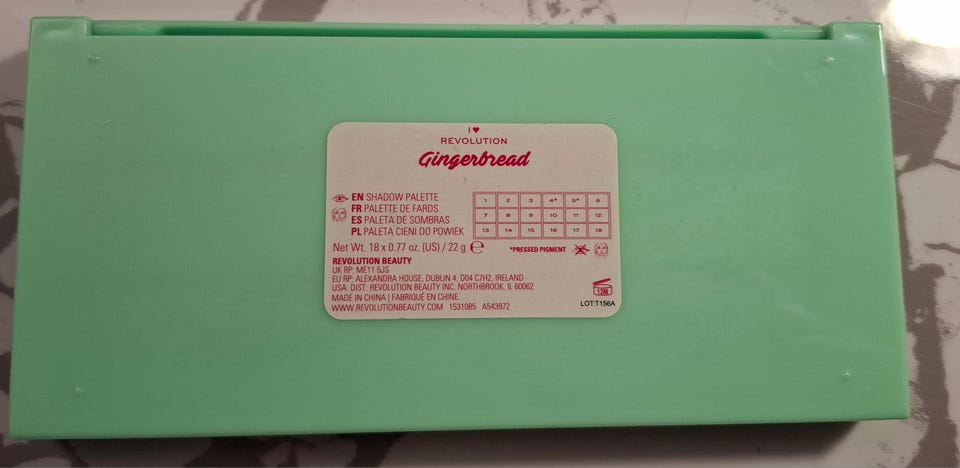 I ♥
REVOLUTION
Gingerbread
EN SHADOW PALETTE
FR PALETTE DE FARDS
ES PALETA DE SOMBRAS
PL PALETA CIENI DO POWIEK
1 2 3 4* 5* 6
7 8 9 10 11 12
13 14 15 16 17 18
Net Wt. 18 x 0.77 oz. (US) / 22 g ℮
*PRESSED PIGMENT
REVOLUTION BEAUTY
UK RP: ME11 5JS
EU RP: ALEXANDRA HOUSE, DUBLIN 4, D04 C7H2, IRELAND
USA: DIST: REVOLUTION BEAUTY INC. NORTHBROOK, IL 60062
MADE IN CHINA | FABRIQUÉ EN CHINE.
WWW.REVOLUTIONBEAUTY.COM 1531085 A543972
12M
LOT:T156A